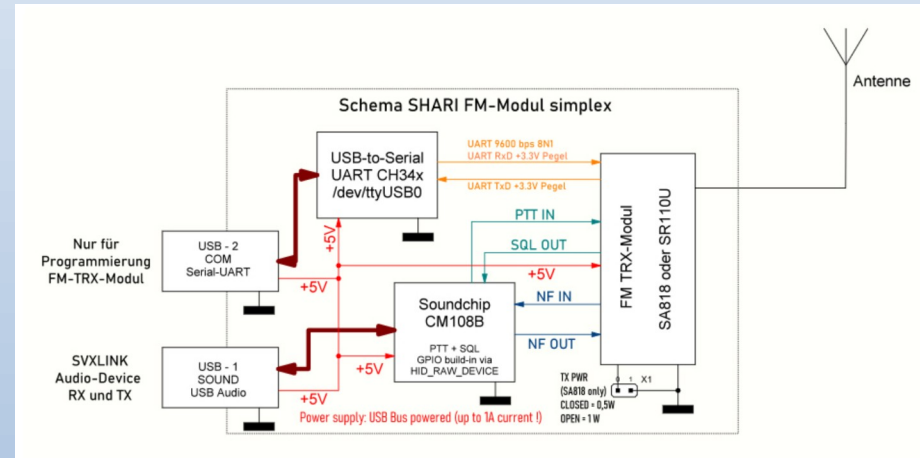 Antenne
Schema SHARI FM-Modul simplex
USB-to-Serial
UART CH34x
/dev/ttyUSB0
UART 9600 bps 8N1
UART RxD +3.3V Pegel
UART TxD +3.3V Pegel
PTT IN
SQL OUT
+5V
+5V
NF IN
NF OUT
FM TRX-Modul
SA818 oder SR110U
Nur für
Programmierung
FM-TRX-Modul
USB - 2
COM
Serial-UART
+5V
Soundchip
CM108B
PTT + SQL
GPIO build-in via
HID_RAW_DEVICE
+5V
SVXLINK
Audio-Device
RX und TX
USB - 1
SOUND
USB Audio
+5V
TX PWR
(SA818 only)
CLOSED = 0,5W
OPEN = 1 W
0 1 X1
Power supply: USB Bus powered (up to 1A current !)